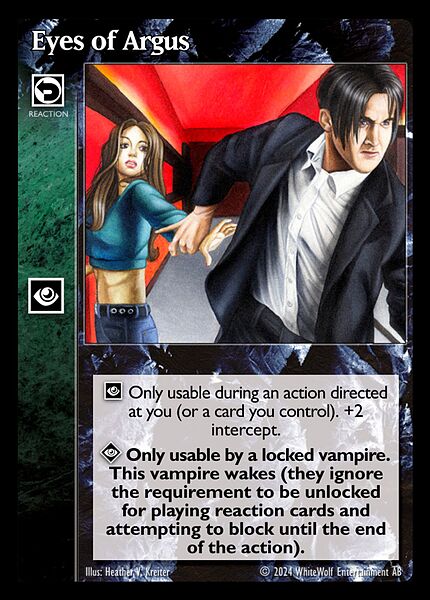 Eyes of Argus
REACTION
Only usable during an action directed
at you (or a card you control). +2
intercept.
Only usable by a locked vampire.
This vampire wakes (they ignore
the requirement to be unlocked
for playing reaction cards and
attempting to block until the end
of the action).
Illus: Heather V. Kreiter © 2024 WhiteWolf Entertainment AB